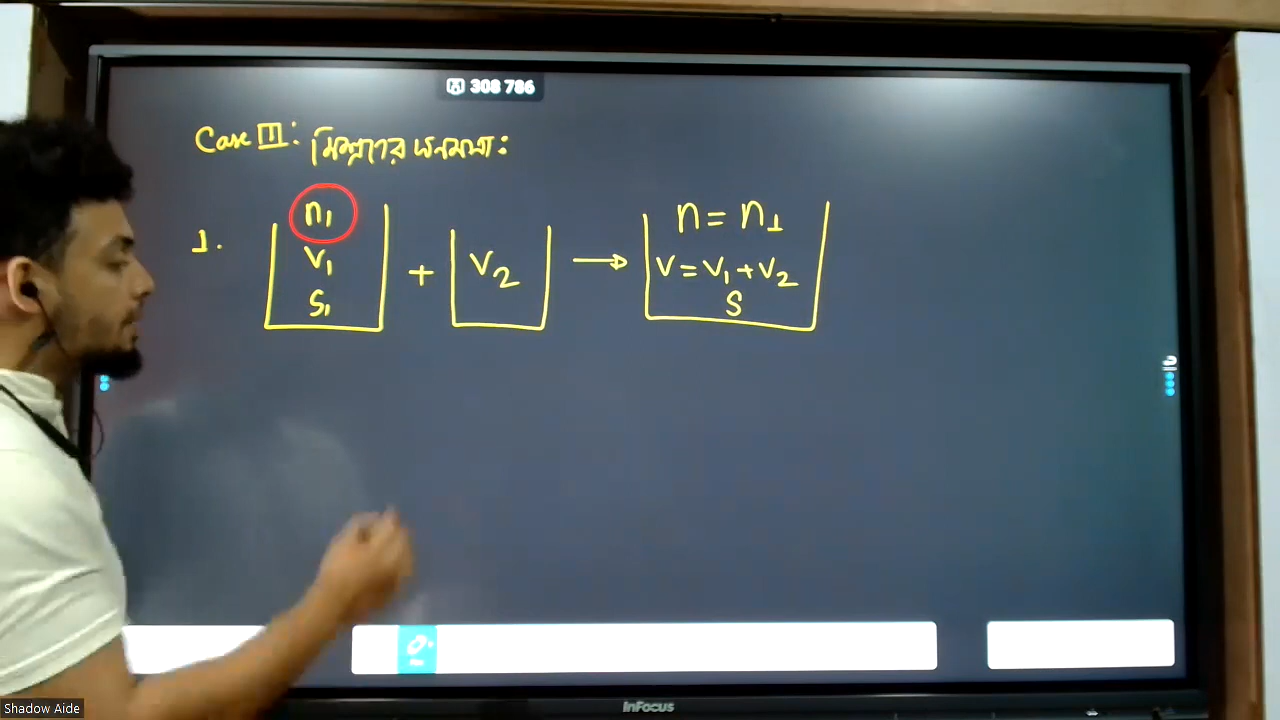 308 786
Case III: মিশ্রণের ঘনমাত্রা:
1.
n₁
V₁
S₁
+
V₂
→
n = n₁
V = V₁ + V₂
S
Shadow Aide
InFocus